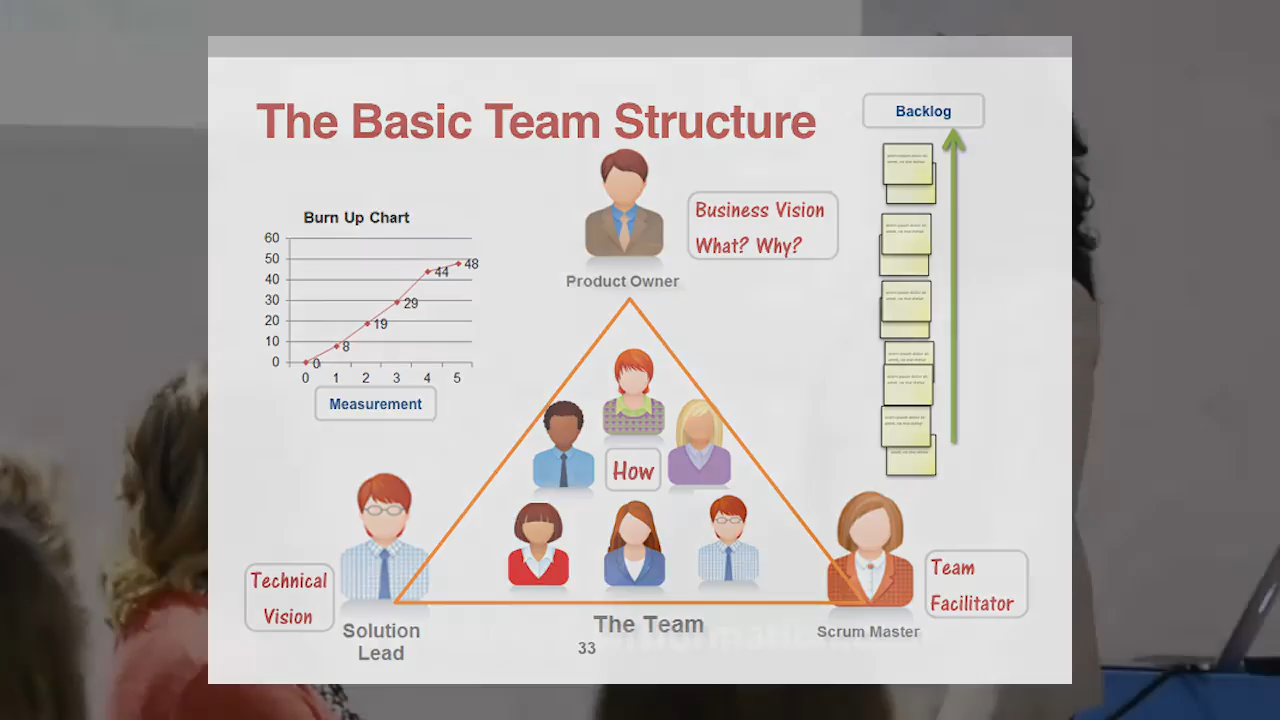 The Basic Team Structure
Backlog
Burn Up Chart
60
50
40
30
20
10
0
0
8
19
29
44
48
0 1 2 3 4 5
Measurement
Business Vision
What? Why?
Product Owner
How
Technical
Vision
Solution
Lead
The Team
33
Scrum Master
Team
Facilitator